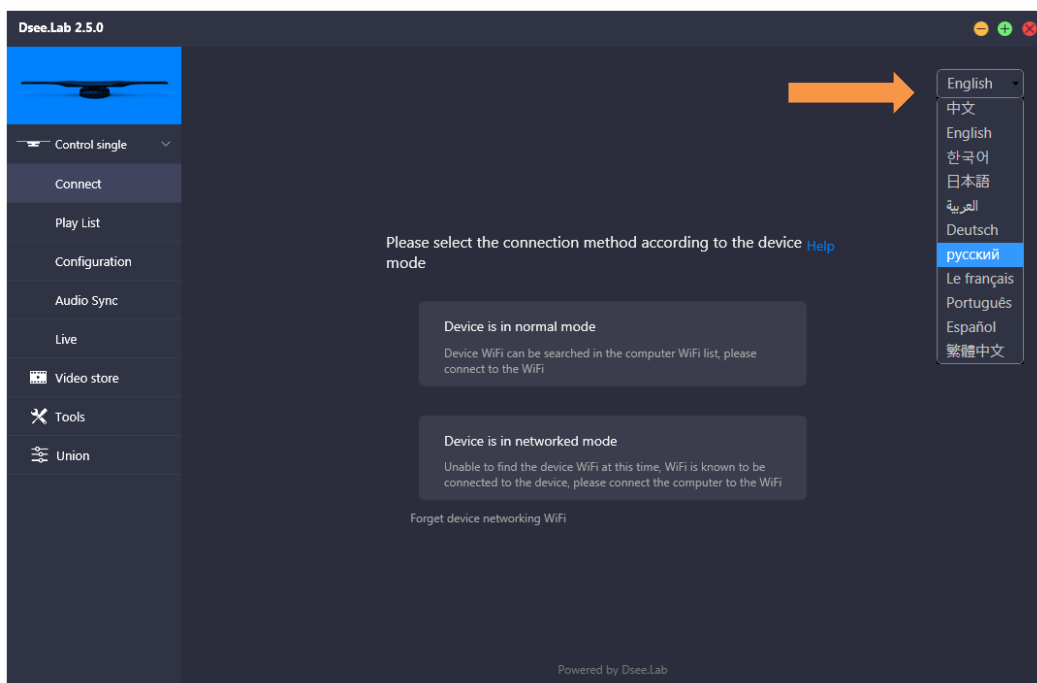 Dsee.Lab 2.5.0
English
中文
English
한국어
日本語
العربية
Deutsch
русский
Le français
Português
Español
繁體中文
Control single
Connect
Play List
Configuration
Audio Sync
Live
Video store
Tools
Union
Please select the connection method according to the device Help
mode
Device is in normal mode
Device WiFi can be searched in the computer WiFi list, please
connect to the WiFi
Device is in networked mode
Unable to find the device WiFi at this time, WiFi is known to be
connected to the device, please connect the computer to the WiFi
Forget device networking WiFi
Powered by Dsee.Lab